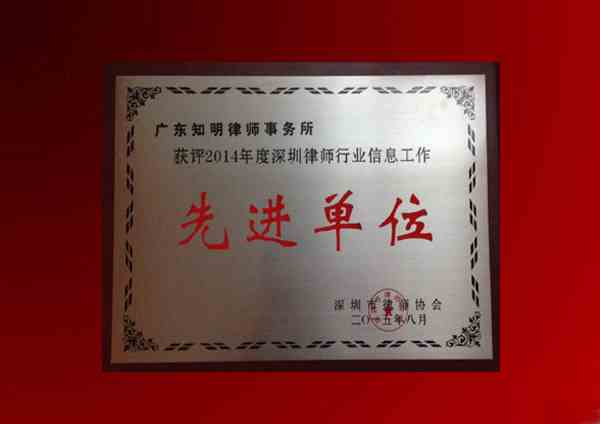 广东知明律师事务所
获评2014年度深圳律师行业信息工作
先进单位
深圳市律师协会
二〇一五年八月